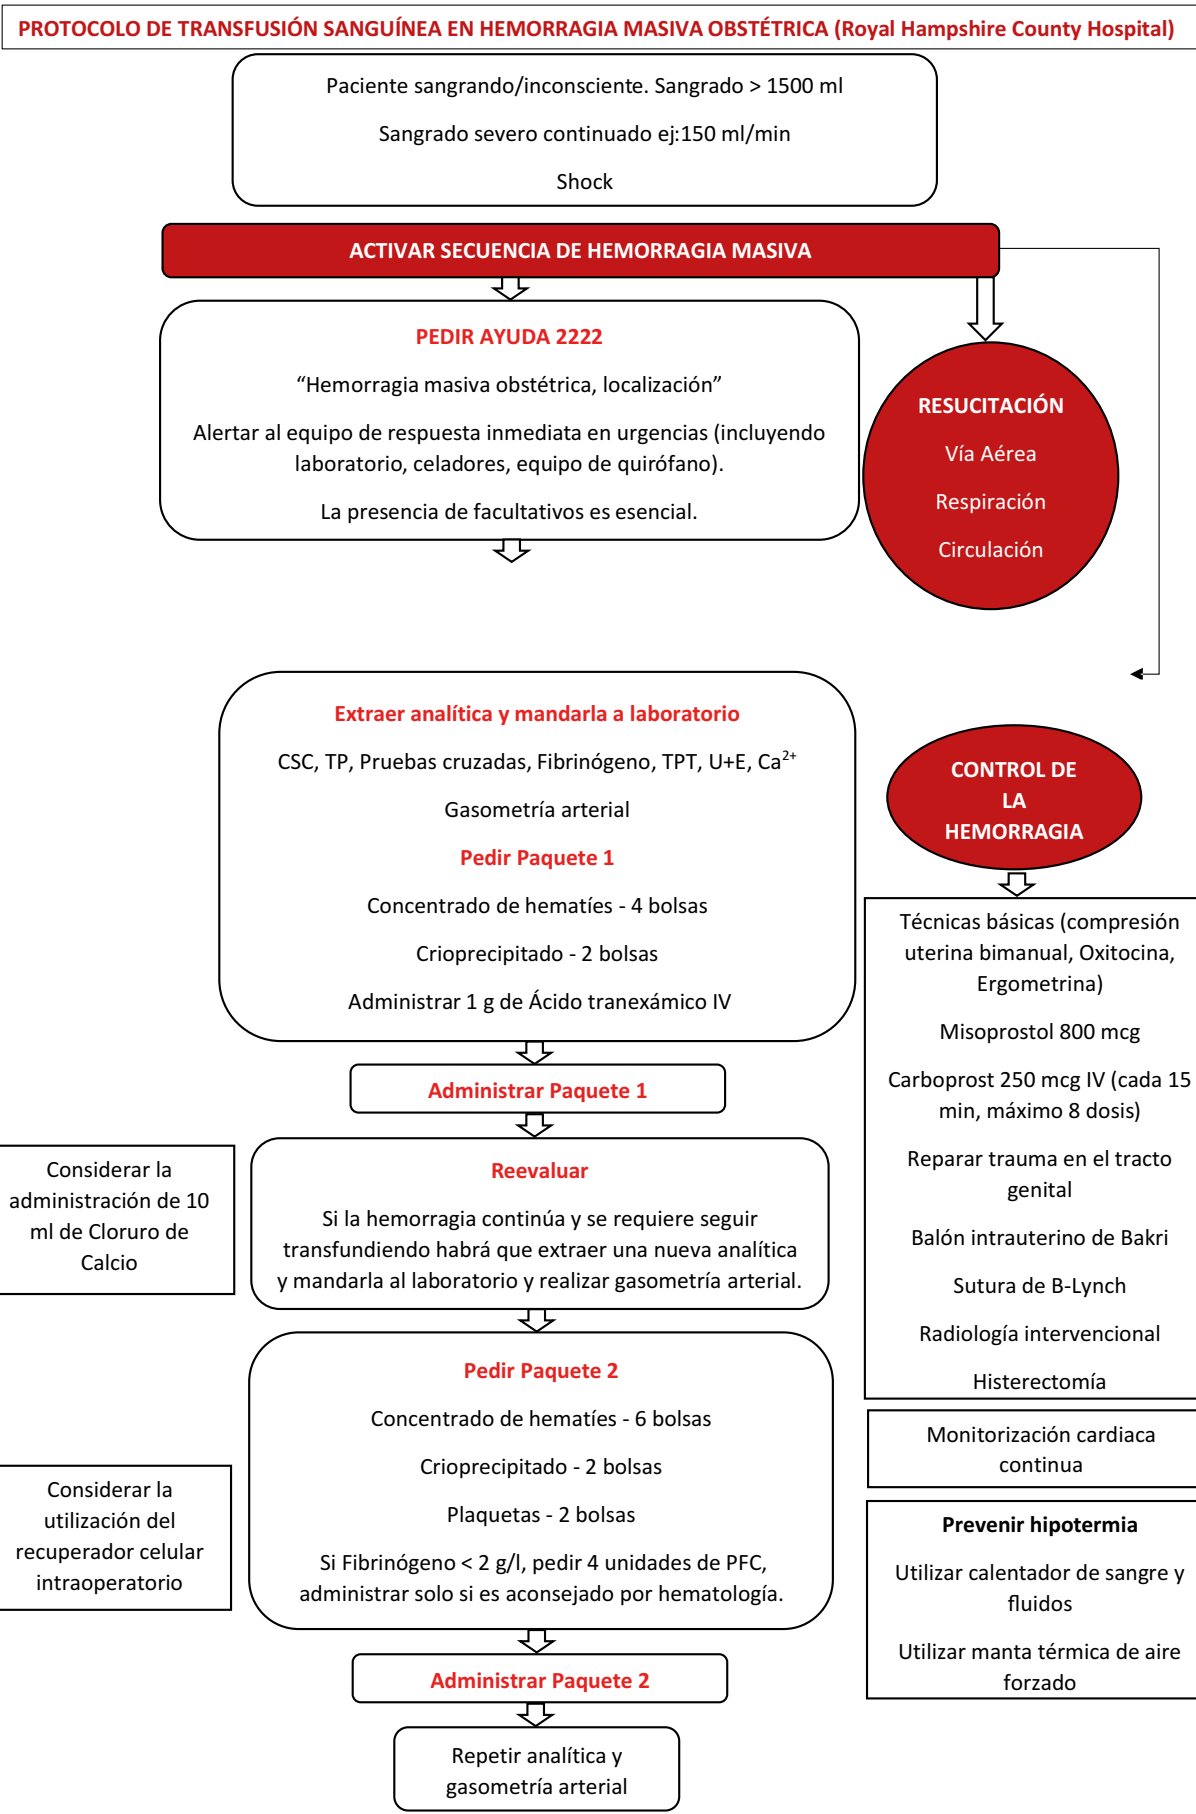 PROTOCOLO DE TRANSFUSIÓN SANGUÍNEA EN HEMORRAGIA MASIVA OBSTÉTRICA (Royal Hampshire County Hospital)
Paciente sangrando/inconsciente. Sangrado > 1500 ml
Sangrado severo continuado ej:150 ml/min
Shock
ACTIVAR SECUENCIA DE HEMORRAGIA MASIVA
PEDIR AYUDA 2222
“Hemorragia masiva obstétrica, localización”
Alertar al equipo de respuesta inmediata en urgencias (incluyendo
laboratorio, celadores, equipo de quirófano).
La presencia de facultativos es esencial.
RESUCITACIÓN
Vía Aérea
Respiración
Circulación
Extraer analítica y mandarla a laboratorio
CSC, TP, Pruebas cruzadas, Fibrinógeno, TPT, U+E, Ca²⁺
Gasometría arterial
Pedir Paquete 1
Concentrado de hematíes - 4 bolsas
Crioprecipitado - 2 bolsas
Administrar 1 g de Ácido tranexámico IV
Administrar Paquete 1
Considerar la
administración de 10
ml de Cloruro de
Calcio
Reevaluar
Si la hemorragia continúa y se requiere seguir
transfundiendo habrá que extraer una nueva analítica
y mandarla al laboratorio y realizar gasometría arterial.
Pedir Paquete 2
Concentrado de hematíes - 6 bolsas
Crioprecipitado - 2 bolsas
Plaquetas - 2 bolsas
Si Fibrinógeno < 2 g/l, pedir 4 unidades de PFC,
administrar solo si es aconsejado por hematología.
Considerar la
utilización del
recuperador celular
intraoperatorio
Administrar Paquete 2
Repetir analítica y
gasometría arterial
CONTROL DE
LA
HEMORRAGIA
Técnicas básicas (compresión
uterina bimanual, Oxitocina,
Ergometrina)
Misoprostol 800 mcg
Carboprost 250 mcg IV (cada 15
min, máximo 8 dosis)
Reparar trauma en el tracto
genital
Balón intrauterino de Bakri
Sutura de B-Lynch
Radiología intervencional
Histerectomía
Monitorización cardiaca
continua
Prevenir hipotermia
Utilizar calentador de sangre y
fluidos
Utilizar manta térmica de aire
forzado